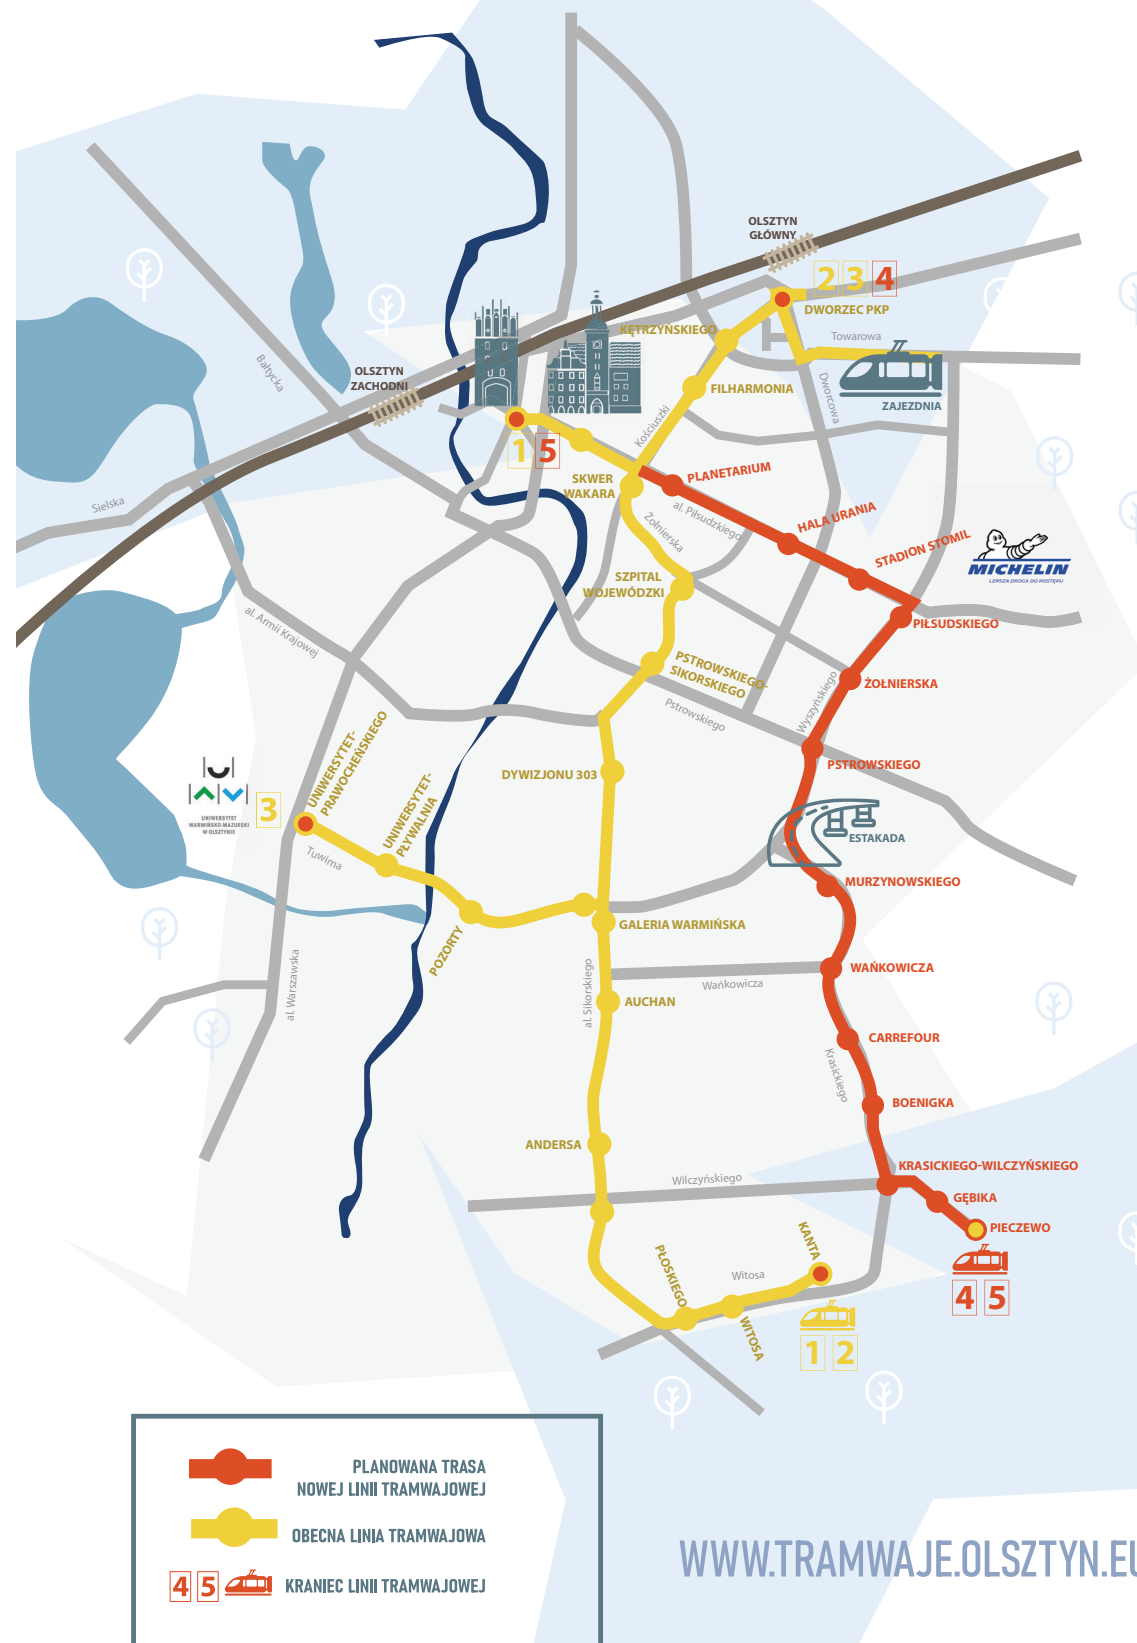 OLSZTYN
GŁÓWNY
2 3 4
DWORZEC PKP
KĘTRZYŃSKIEGO
Towarowa
Bałtycka
OLSZTYN
ZACHODNI
FILHARMONIA
Dworcowa
ZAJEZDNIA
Kościuszki
1 5
SKWER
WAKARA
PLANETARIUM
Sielska
al. Piłsudzkiego
HALA URANIA
Żołnierska
STADION STOMIL
MICHELIN
LEPSZA DROGA DO POSTĘPU
SZPITAL
WOJEWÓDZKI
al. Armii Krajowej
PIŁSUDSKIEGO
PSTROWSKIEGO-
SIKORSKIEGO
ŻOŁNIERSKA
Wyszyńskiego
Pstrowskiego
UNIWERSYTET-
PRAWOCHEŃSKIEGO
PSTROWSKIEGO
DYWIZJONU 303
UNIWERSYTET-
PŁYWALNIA
3
UNIWERSYTET
WARMIŃSKO-MAZURSKI
W OLSZTYNIE
ESTAKADA
Tuwima
MURZYNOWSKIEGO
GALERIA WARMIŃSKA
POZORTY
WAŃKOWICZA
al. Warszawska
al. Sikorskiego
Wańkowicza
AUCHAN
CARREFOUR
Krasickiego
BOENIGKA
ANDERSA
KRASICKIEGO-WILCZYŃSKIEGO
Wilczyńskiego
GĘBIKA
PIECZEWO
KANTA
PŁOSKIEGO
Witosa
4 5
WITOSA
1 2
PLANOWANA TRASA
NOWEJ LINII TRAMWAJOWEJ
OBECNA LINIA TRAMWAJOWA
4 5 KRANIEC LINII TRAMWAJOWEJ
WWW.TRAMWAJE.OLSZTYN.EU